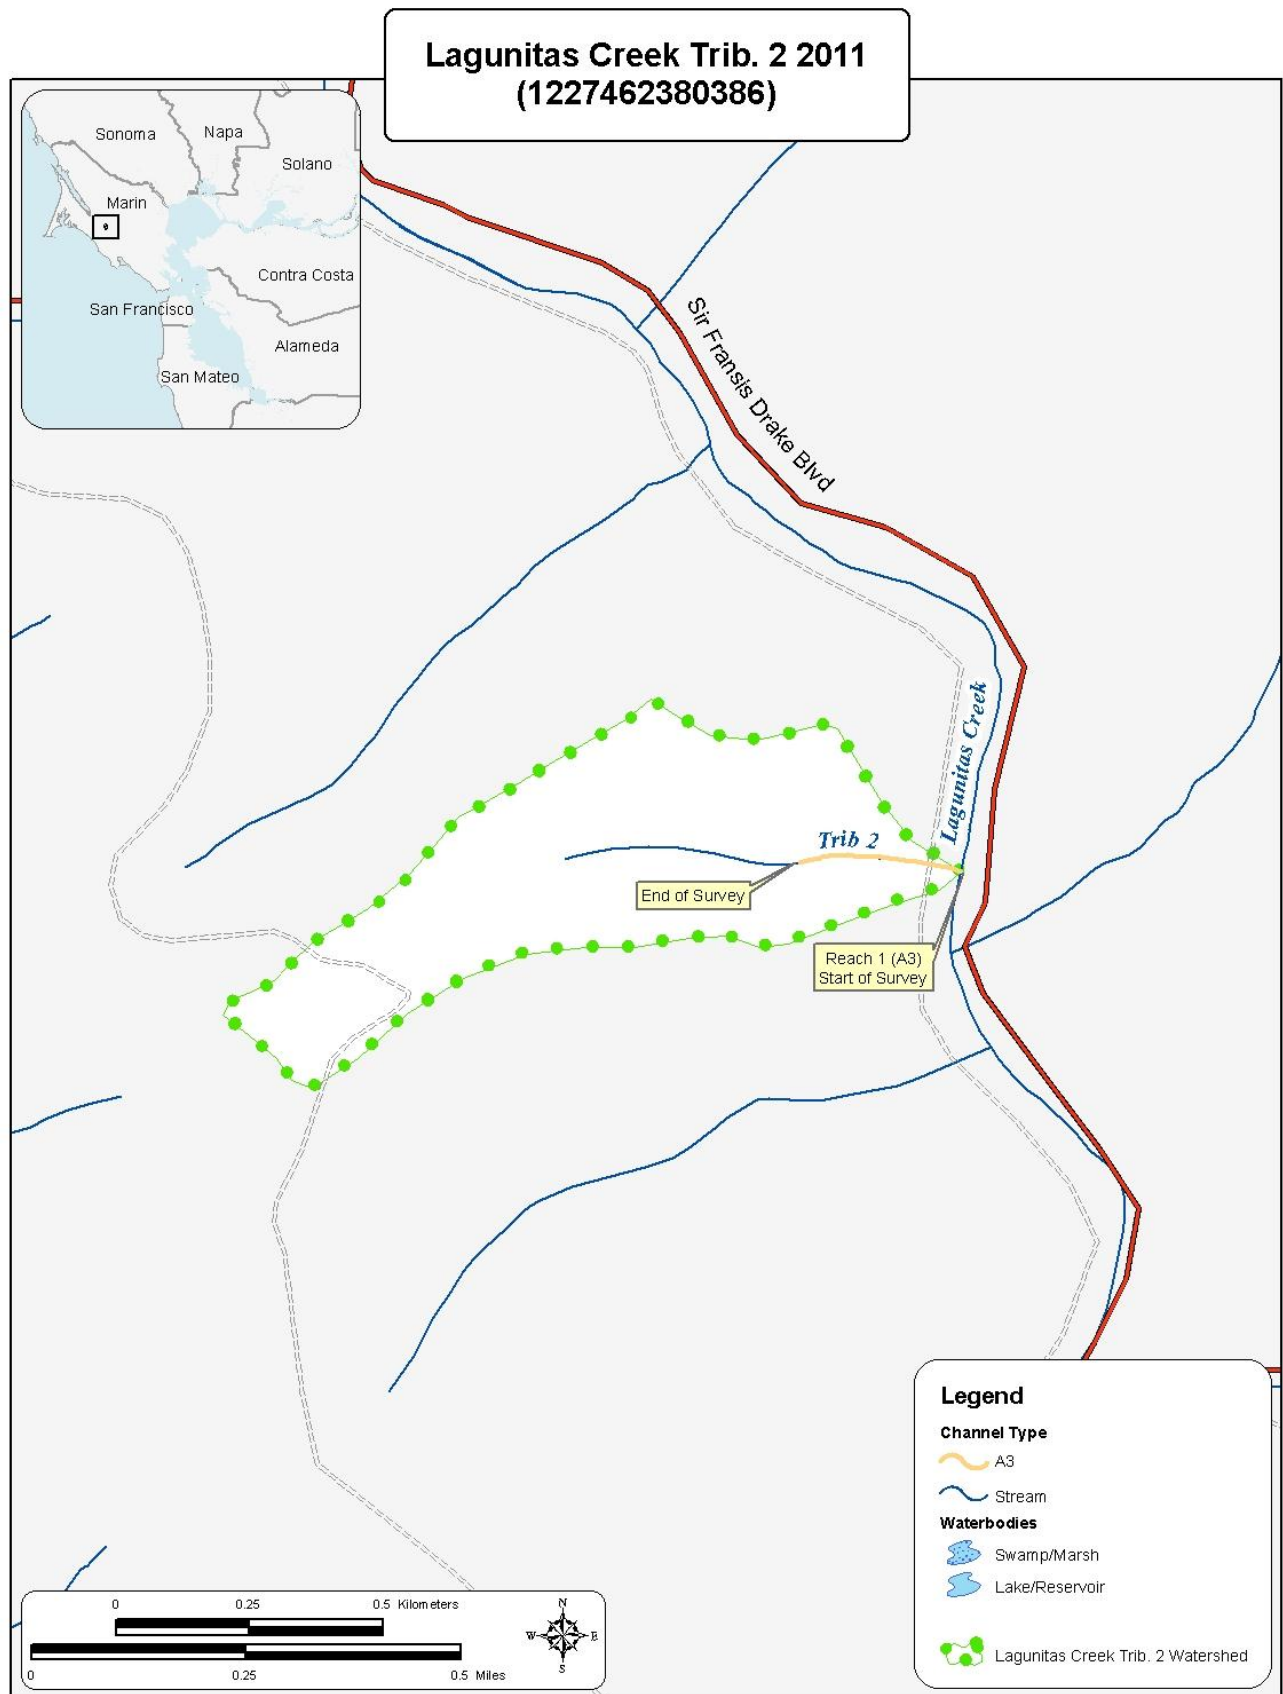 Lagunitas Creek Trib. 2 2011
(1227462380386)
Sonoma
Napa
Solano
Marin
Contra Costa
San Francisco
Alameda
San Mateo
Sir Fransis Drake Blvd
Lagunitas Creek
Trib 2
End of Survey
Reach 1 (A3)
Start of Survey
Legend
Channel Type
A3
Stream
Waterbodies
Swamp/Marsh
Lake/Reservoir
Lagunitas Creek Trib. 2 Watershed
0 0.25 0.5 Kilometers
0 0.25 0.5 Miles
N
W E
S